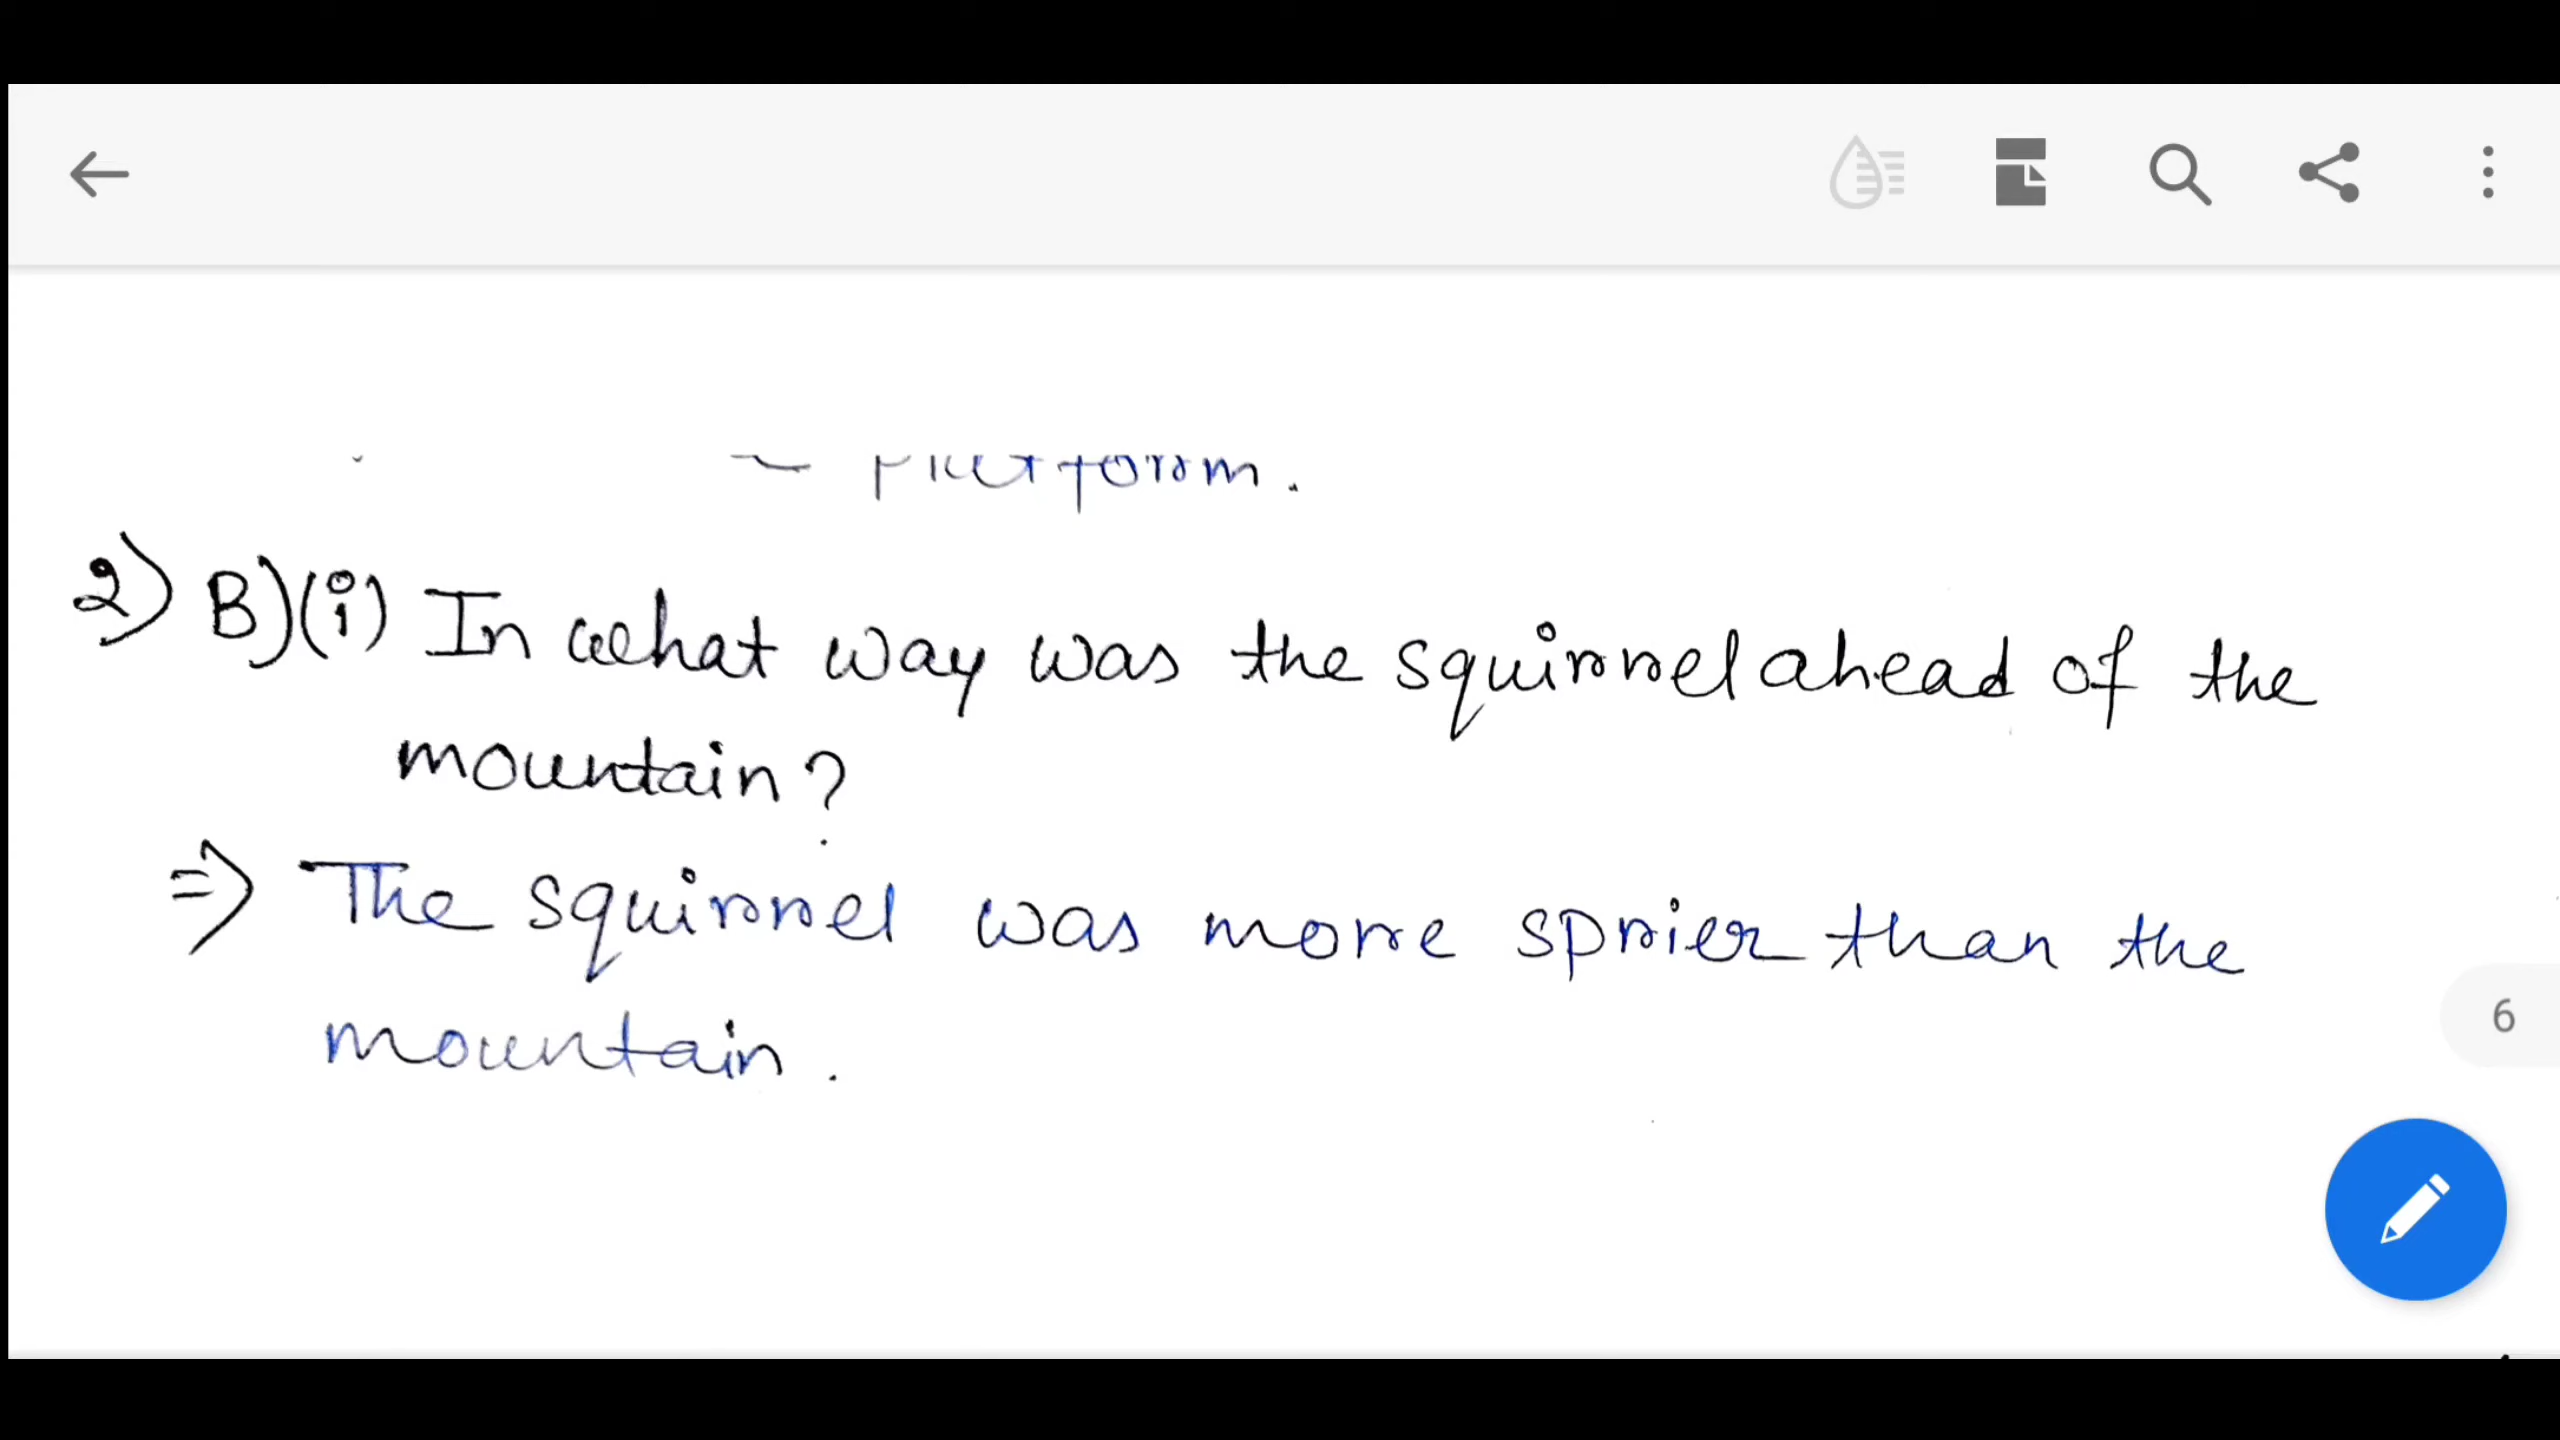 Platform.
2) B)(i) In what way was the squirrel ahead of the
mountain?
=> The squirrel was more sprier than the
mountain.
6